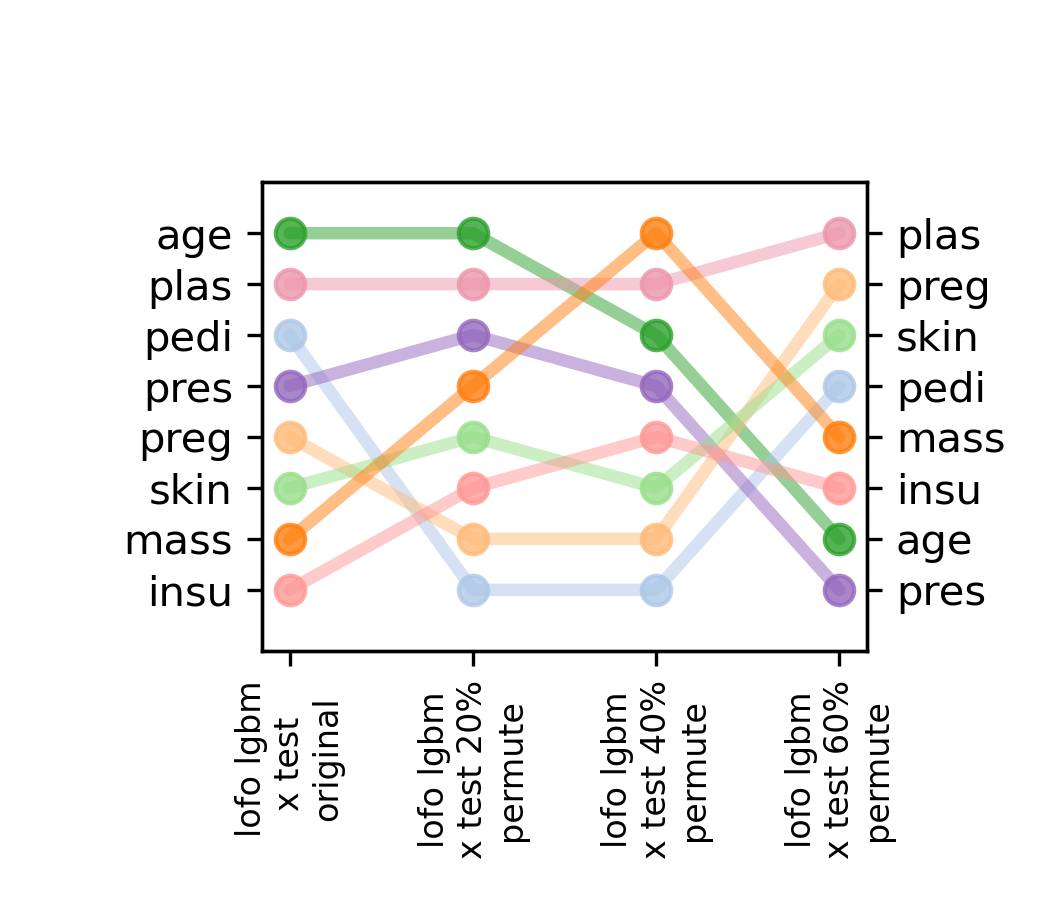 age
plas
pedi
pres
preg
skin
mass
insu
plas
preg
skin
pedi
mass
insu
age
pres
lofo lgbm
x test
original
lofo lgbm
x test 20%
permute
lofo lgbm
x test 40%
permute
lofo lgbm
x test 60%
permute